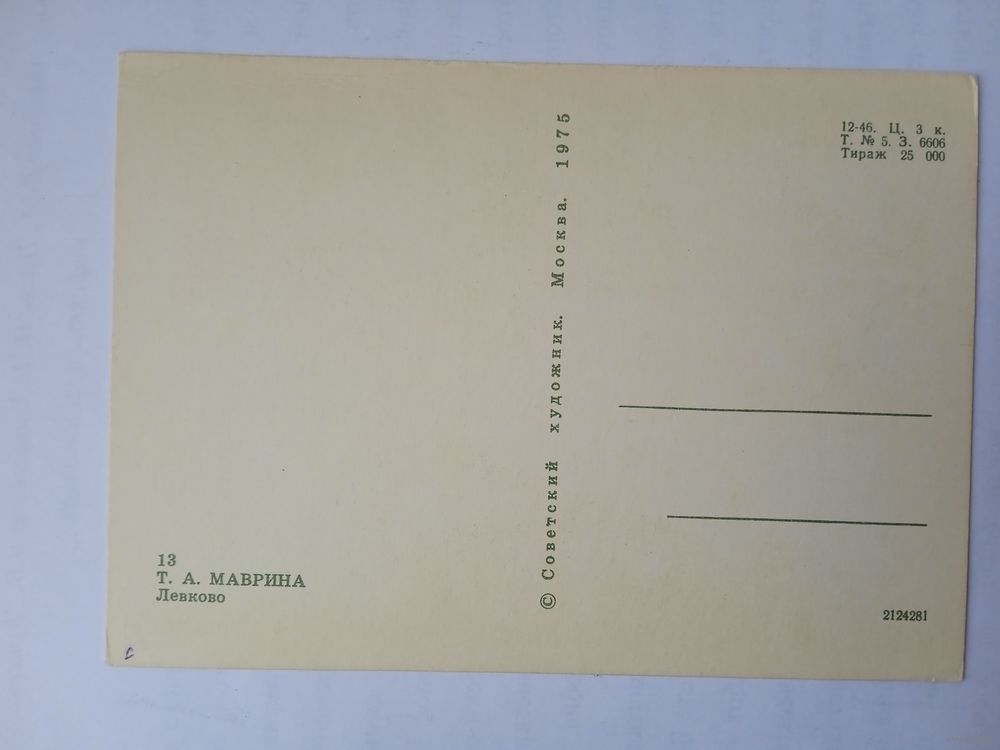 13
Т. А. МАВРИНА
Левково
© Советский художник. Москва. 1975
12-46. Ц. 3 к.
Т. № 5. З. 6606
Тираж 25 000
2124281